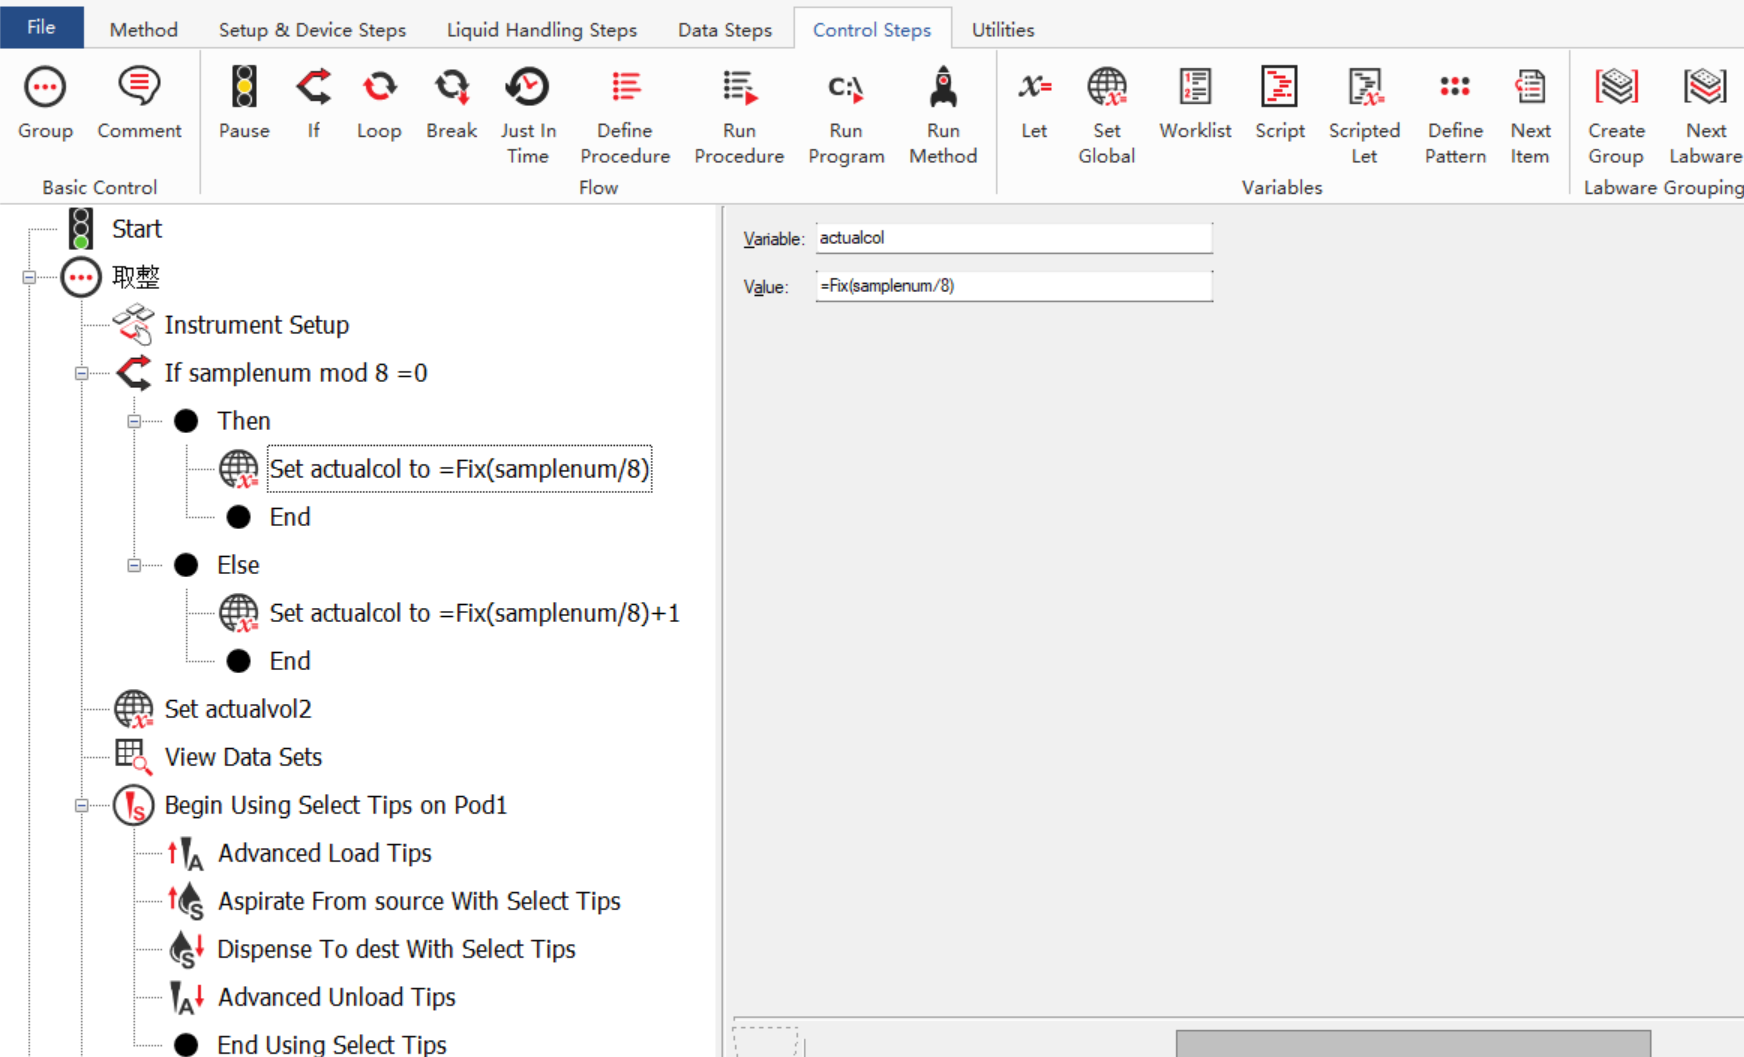 File Method Setup & Device Steps Liquid Handling Steps Data Steps Control Steps Utilities
Group Comment Pause If Loop Break Just In Time Define Procedure Run Procedure Run Program Run Method Let Set Global Worklist Script Scripted Let Define Pattern Next Item Create Group Next Labware
Basic Control Flow Variables Labware Grouping
Start
取整
Instrument Setup
If samplenum mod 8 =0
Then
Set actualcol to =Fix(samplenum/8)
End
Else
Set actualcol to =Fix(samplenum/8)+1
End
Set actualvol2
View Data Sets
Begin Using Select Tips on Pod1
Advanced Load Tips
Aspirate From source With Select Tips
Dispense To dest With Select Tips
Advanced Unload Tips
End Using Select Tips
Variable: actualcol
Value: =Fix(samplenum/8)